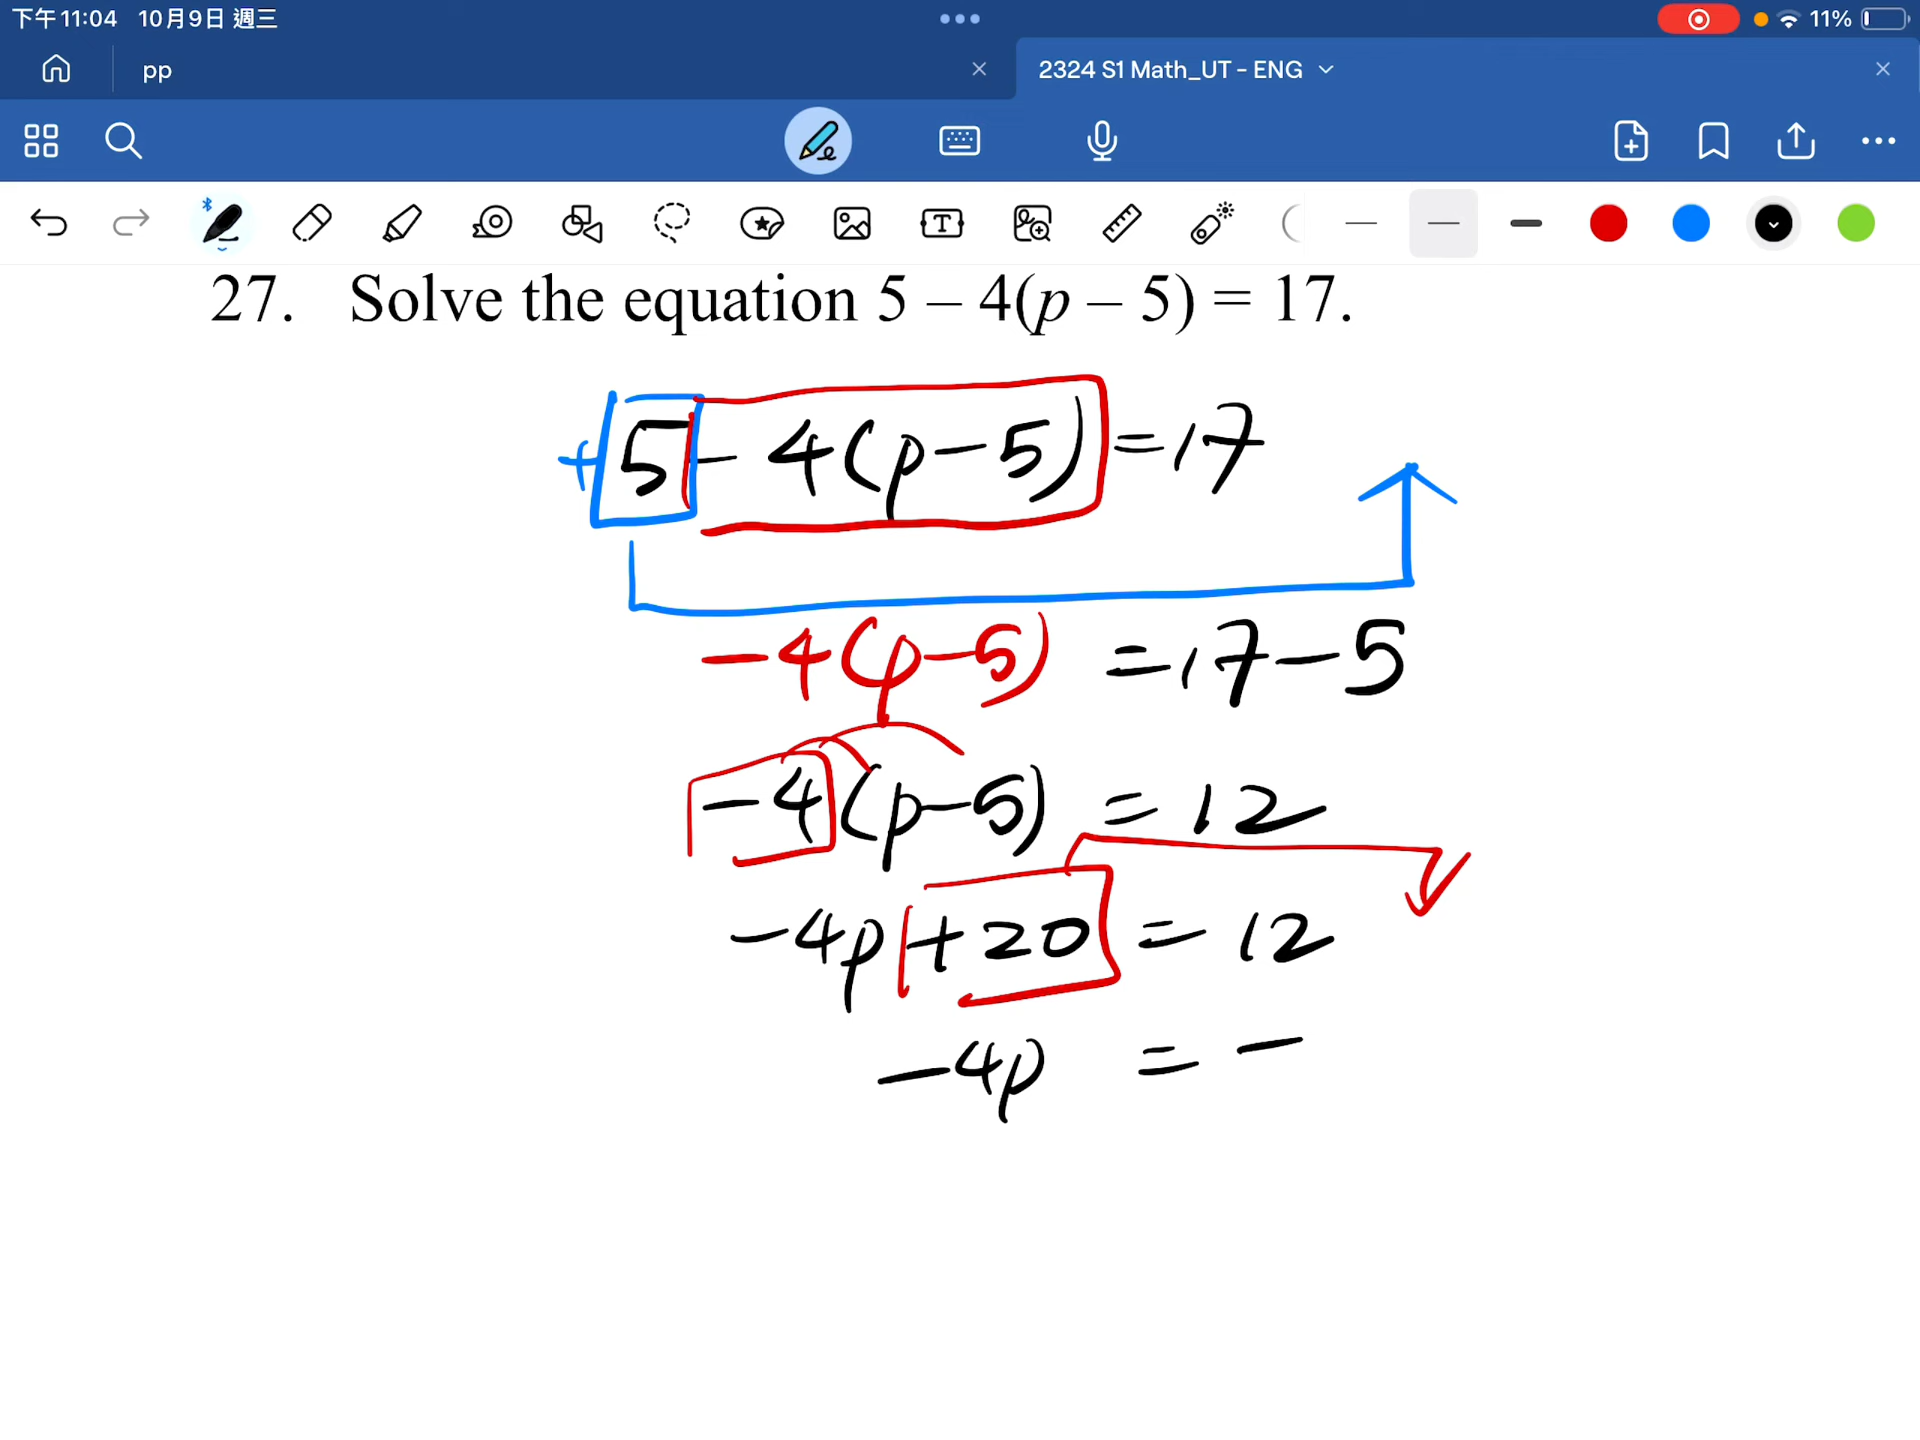 下午11:04 10月9日 週三 11%
pp 2324 S1 Math_UT - ENG
27. Solve the equation 5 – 4(p – 5) = 17.
+5 - 4(p-5) = 17
-4(p-5) = 17-5
-4(p-5) = 12
-4p + 20 = 12
-4p = -